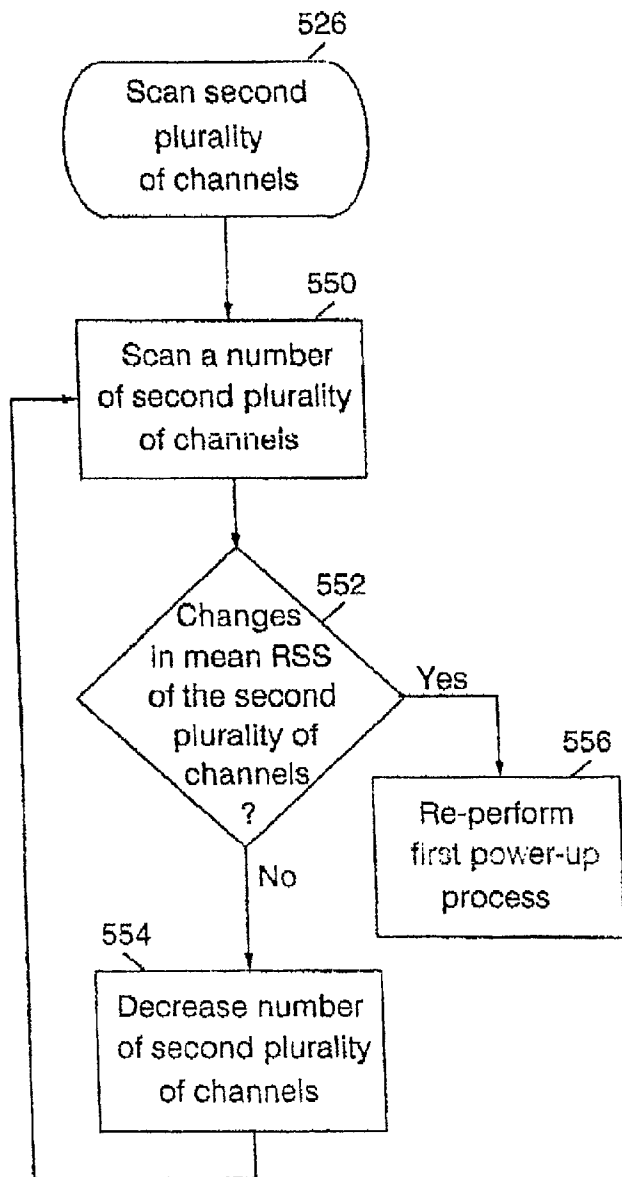 526
Scan second
plurality
of channels
550
Scan a number
of second plurality
of channels
552
Changes
in mean RSS
of the second
plurality of
channels
?
Yes
556
Re-perform
first power-up
process
No
554
Decrease number
of second plurality
of channels